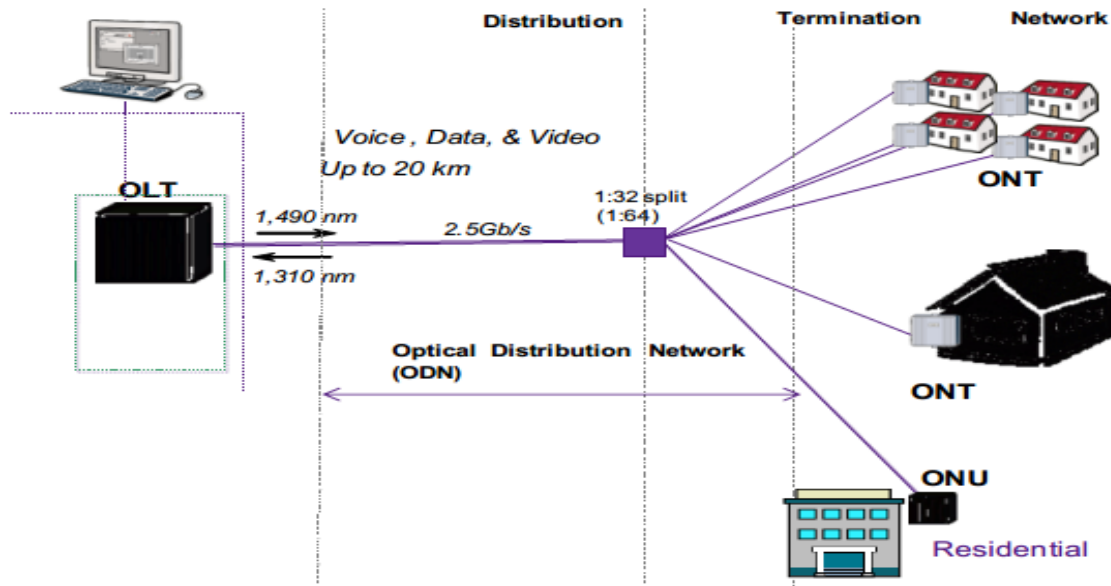 Distribution
Termination
Network
Voice , Data, & Video
Up to 20 km
OLT
1,490 nm
2.5Gb/s
1:32 split
(1:64)
1,310 nm
ONT
Optical Distribution Network
(ODN)
ONT
ONU
Residential